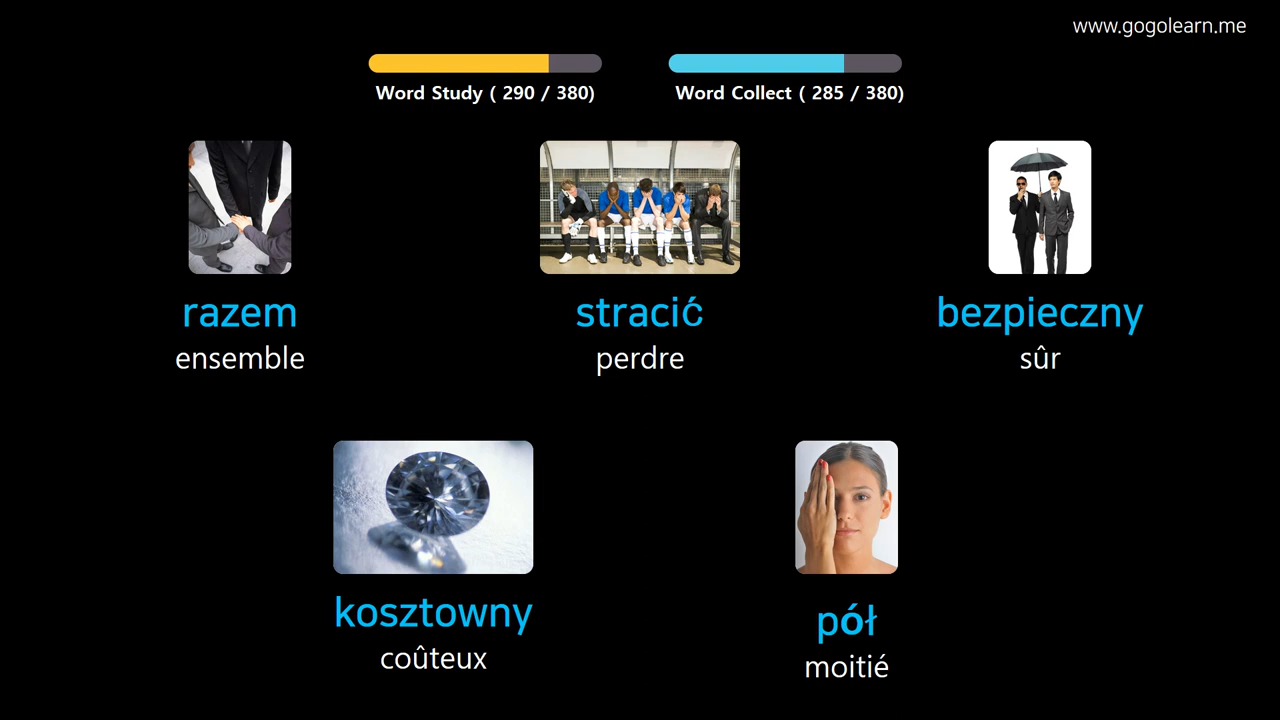 www.gogolearn.me
Word Study ( 290 / 380)
Word Collect ( 285 / 380)
razem
ensemble
stracić
perdre
bezpieczny
sûr
kosztowny
coûteux
pół
moitié